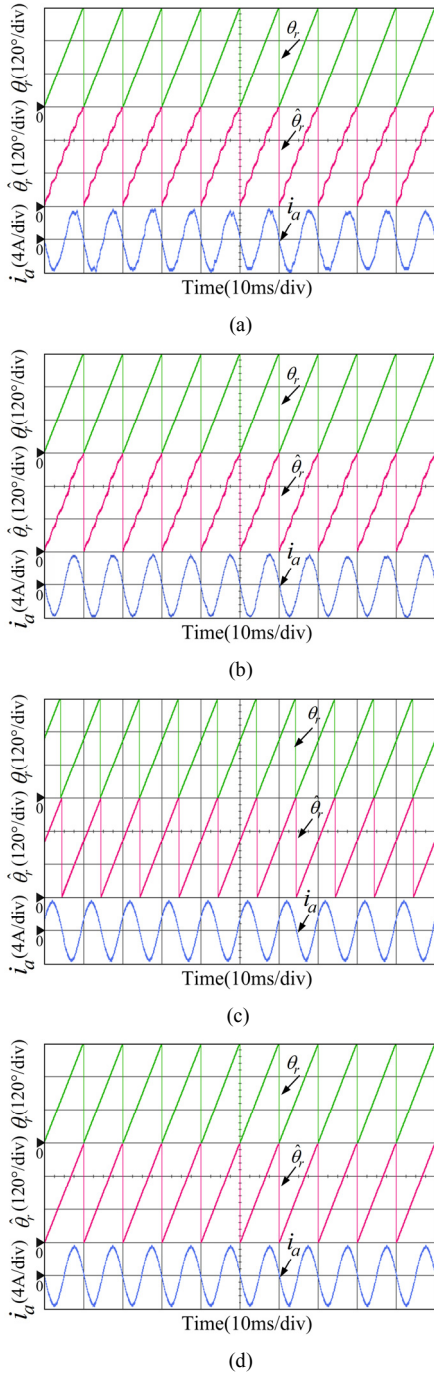 θᵣ(120°/div)
θᵣ
0
θ̂ᵣ(120°/div)
θ̂ᵣ
0
iₐ(4A/div)
iₐ
0
Time(10ms/div)
(a)
θᵣ(120°/div)
θᵣ
0
θ̂ᵣ(120°/div)
θ̂ᵣ
0
iₐ(4A/div)
iₐ
0
Time(10ms/div)
(b)
θᵣ(120°/div)
θᵣ
0
θ̂ᵣ(120°/div)
θ̂ᵣ
0
iₐ(4A/div)
iₐ
0
Time(10ms/div)
(c)
θᵣ(120°/div)
θᵣ
0
θ̂ᵣ(120°/div)
θ̂ᵣ
0
iₐ(4A/div)
iₐ
0
Time(10ms/div)
(d)